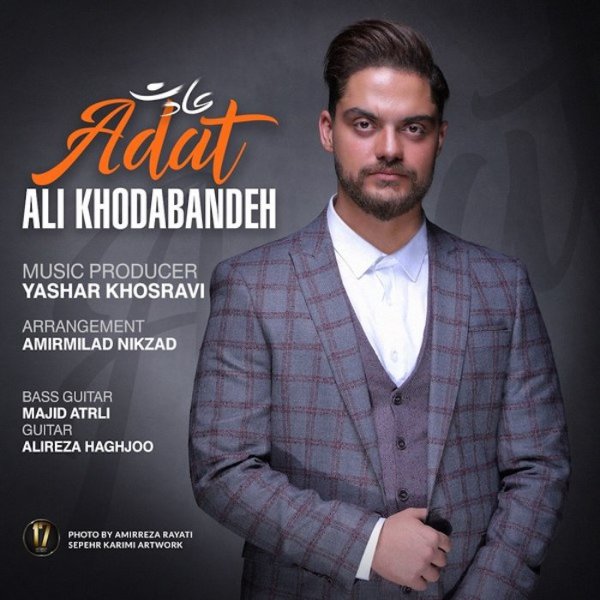 عادت
Adat
ALI KHODABANDEH
MUSIC PRODUCER
YASHAR KHOSRAVI
ARRANGEMENT
AMIRMILAD NIKZAD
BASS GUITAR
MAJID ATRLI
GUITAR
ALIREZA HAGHJOO
17
PHOTO BY AMIRREZA RAYATI
SEPEHR KARIMI ARTWORK